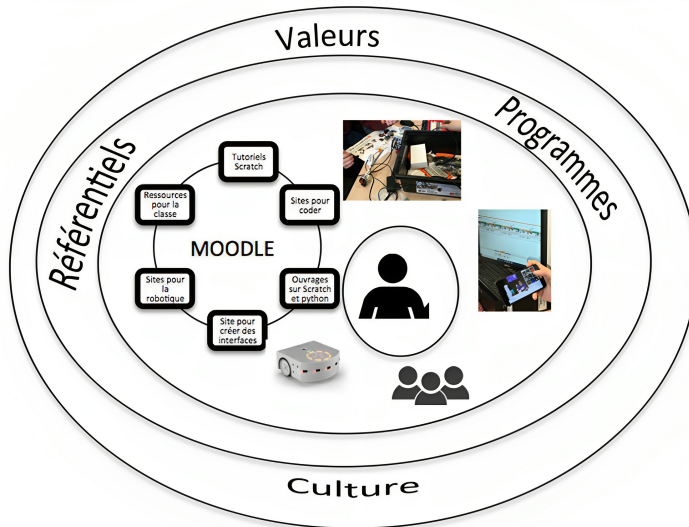 Valeurs
Référentiels
Programmes
Tutoriels
Scratch
Ressources
pour la
classe
Sites pour
coder
MOODLE
Sites pour
la
robotique
Ouvrages
sur Scratch
et python
Site pour
créer des
interfaces
Culture